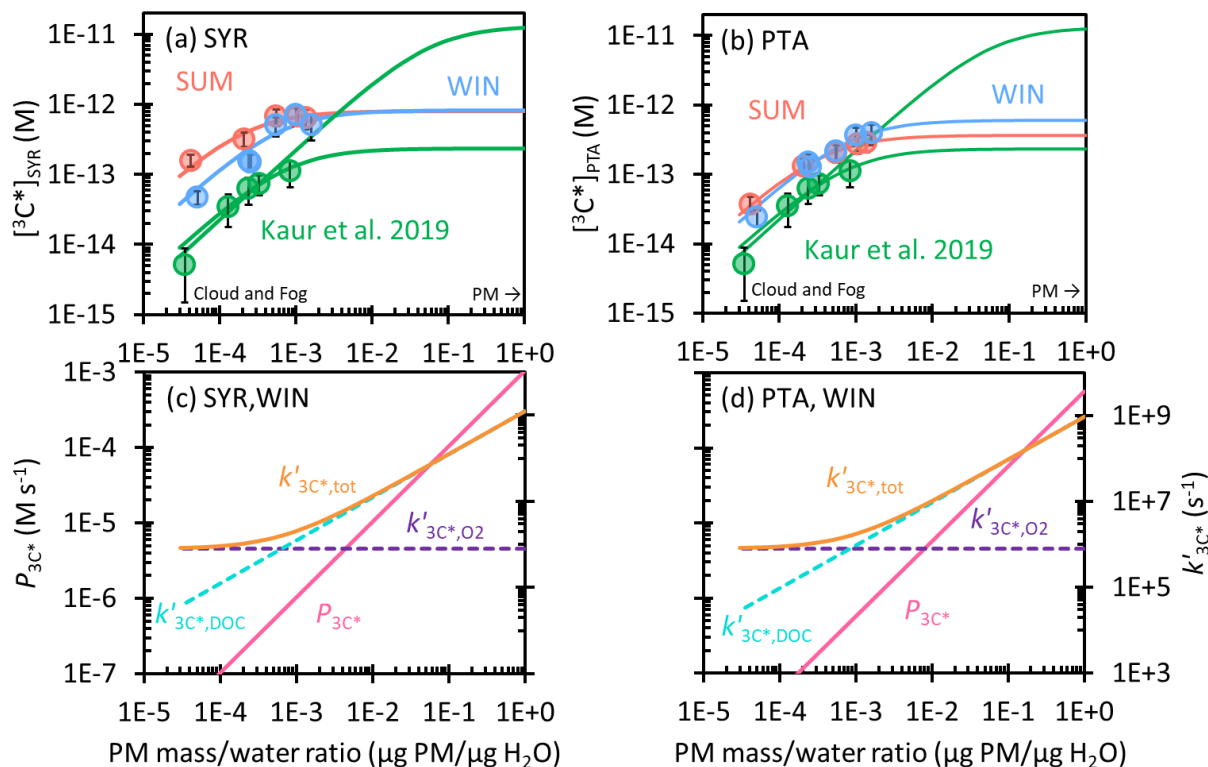 (a) SYR
SUM
WIN
Kaur et al. 2019
Cloud and Fog
PM →
[³C*]SYR (M)
1E-11
1E-12
1E-13
1E-14
1E-15
1E-5 1E-4 1E-3 1E-2 1E-1 1E+0
(b) PTA
SUM
WIN
Kaur et al. 2019
Cloud and Fog
PM →
[³C*]PTA (M)
1E-11
1E-12
1E-13
1E-14
1E-15
1E-5 1E-4 1E-3 1E-2 1E-1 1E+0
(c) SYR,WIN
k'3C*,tot
k'3C*,O2
k'3C*,DOC
P3C*
P3C* (M s⁻¹)
1E-3
1E-4
1E-5
1E-6
1E-7
1E-5 1E-4 1E-3 1E-2 1E-1 1E+0
PM mass/water ratio (µg PM/µg H₂O)
(d) PTA, WIN
k'3C*,tot
k'3C*,O2
k'3C*,DOC
P3C*
1E+9
1E+7
1E+5
1E+3
k'3C* (s⁻¹)
1E-5 1E-4 1E-3 1E-2 1E-1 1E+0
PM mass/water ratio (µg PM/µg H₂O)